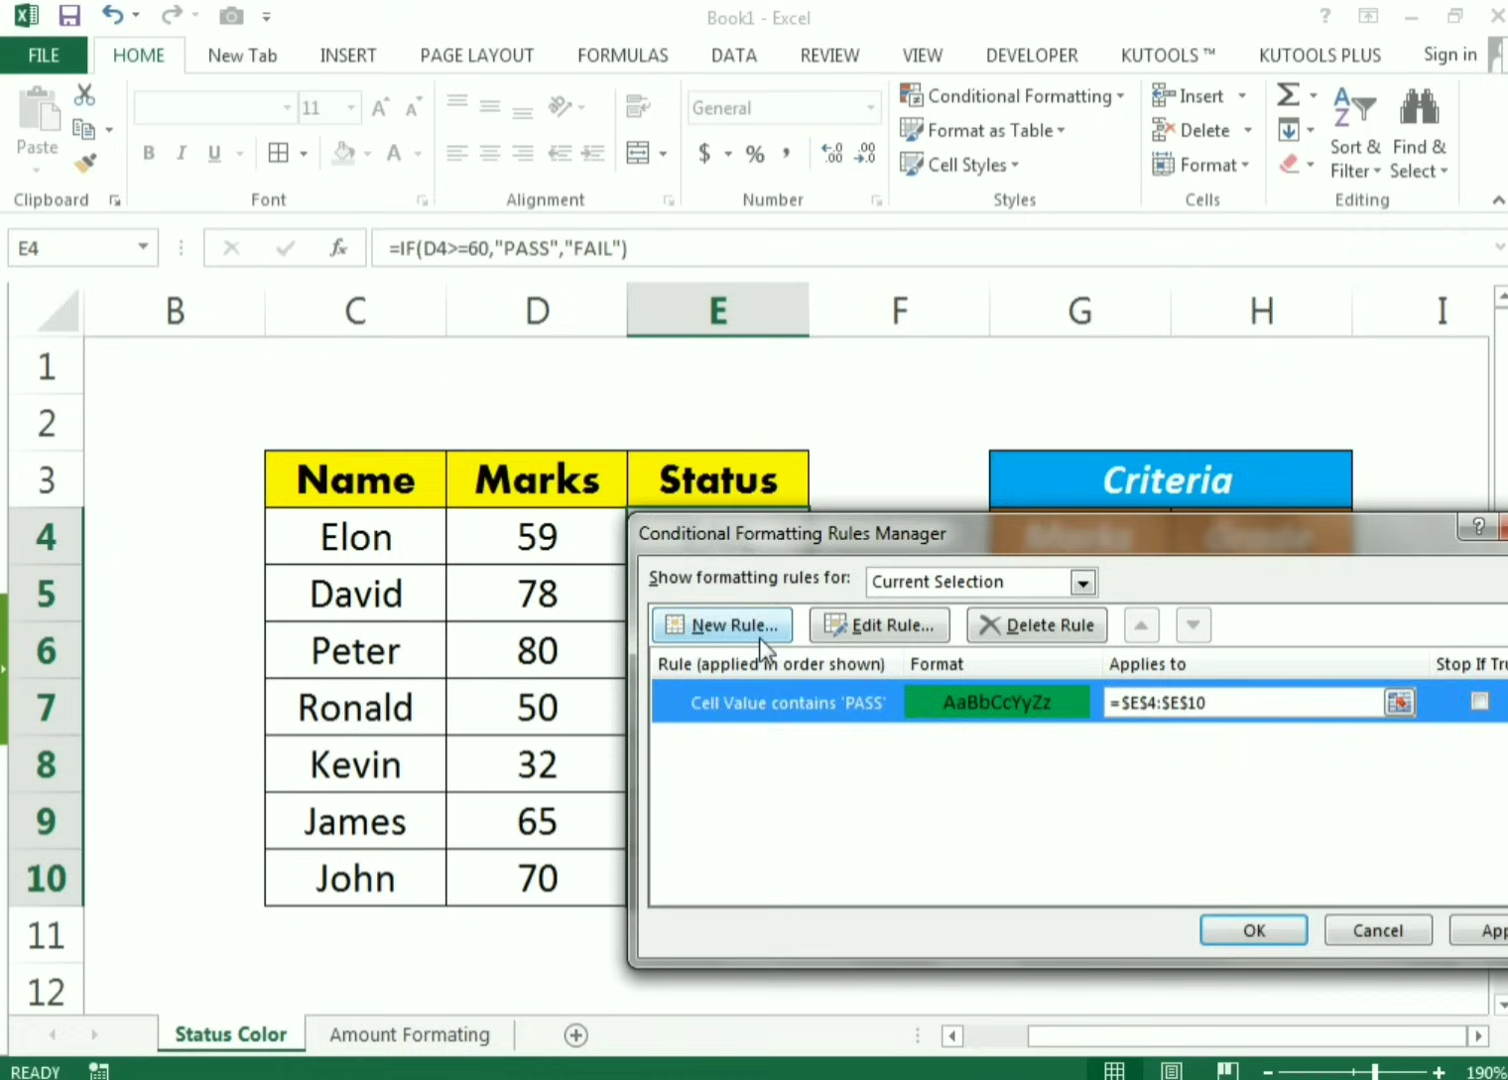 Book1 - Excel
FILE HOME New Tab INSERT PAGE LAYOUT FORMULAS DATA REVIEW VIEW DEVELOPER KUTOOLS ™ KUTOOLS PLUS Sign in
Paste
Clipboard
11
B I U A
Font
Alignment
General
$ % ,
Number
Conditional Formatting
Format as Table
Cell Styles
Styles
Insert
Delete
Format
Cells
Sort & Filter
Find & Select
Editing
E4 fx =IF(D4>=60,"PASS","FAIL")
B C D E F G H I
1
2
3 Name Marks Status Criteria
4 Elon 59
5 David 78
6 Peter 80
7 Ronald 50
8 Kevin 32
9 James 65
10 John 70
11
12
Conditional Formatting Rules Manager
Show formatting rules for: Current Selection
New Rule... Edit Rule... Delete Rule
Rule (applied in order shown) Format Applies to Stop If Tru
Cell Value contains 'PASS' AaBbCcYyZz =$E$4:$E$10
OK Cancel App
Status Color Amount Formating
READY 190%